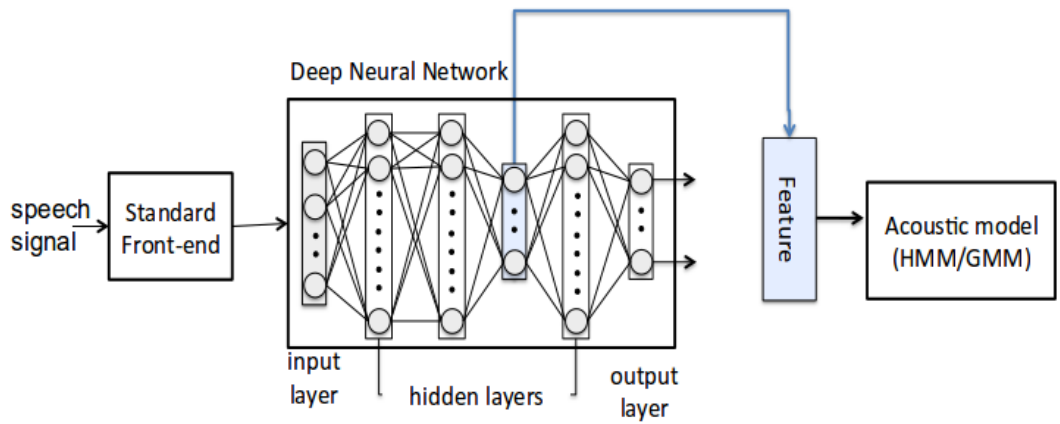 Deep Neural Network
speech
signal
Standard
Front-end
Feature
Acoustic model
(HMM/GMM)
input
layer
hidden layers
output
layer